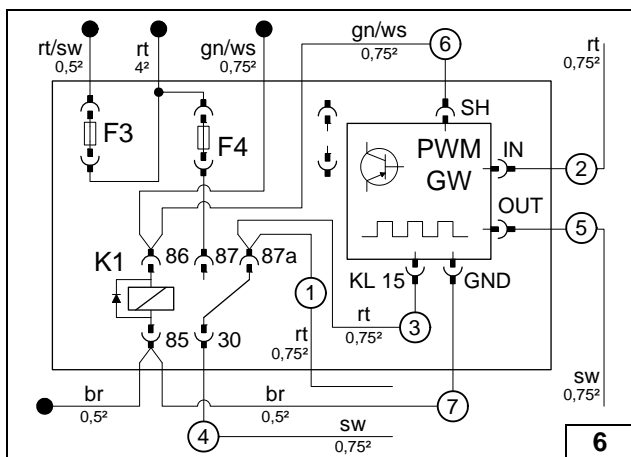 rt/sw
0,5²
rt
4²
gn/ws
0,75²
gn/ws
0,75²
6
rt
0,75²
F3
F4
SH
PWM
GW
IN
2
OUT
5
K1
86
87
87a
KL 15
GND
1
rt
0,75²
3
rt
0,75²
85
30
br
0,5²
br
0,5²
7
4
sw
0,75²
sw
0,75²
6